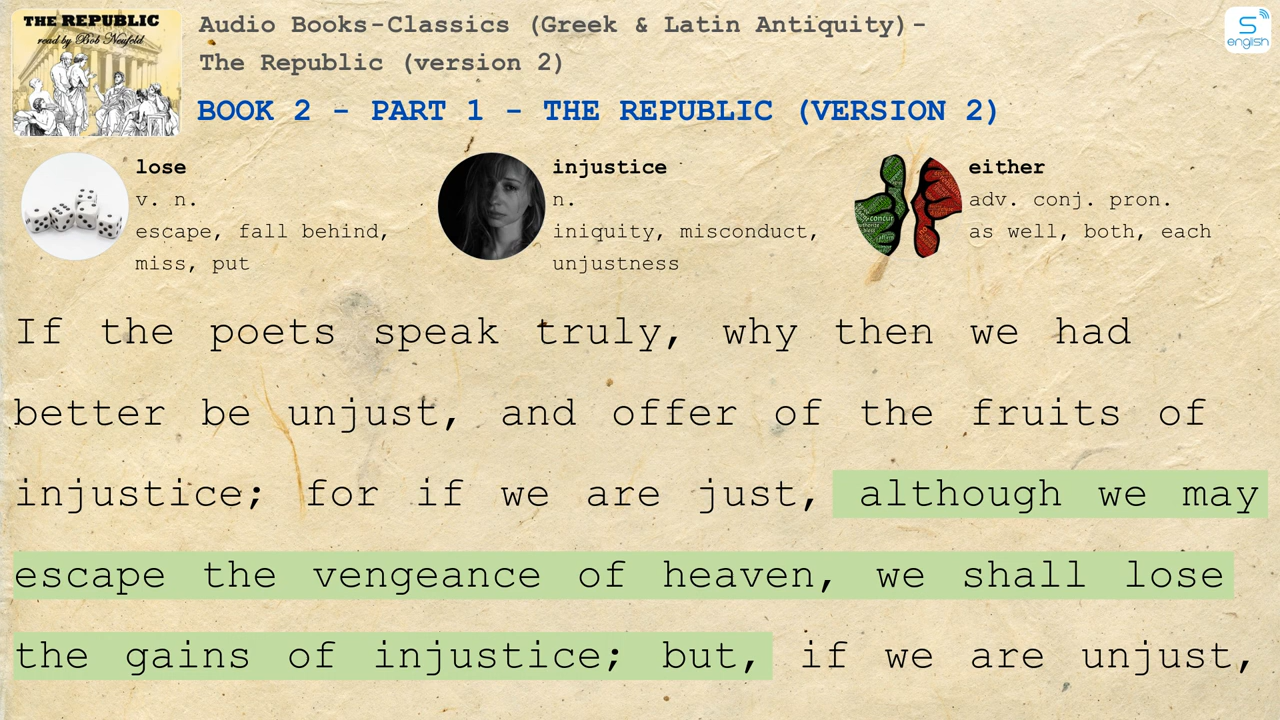 THE REPUBLIC
read by Bob Neufeld
Audio Books-Classics (Greek & Latin Antiquity)-
The Republic (version 2)
BOOK 2 - PART 1 - THE REPUBLIC (VERSION 2)
S
english
lose
v. n.
escape, fall behind,
miss, put
injustice
n.
iniquity, misconduct,
unjustness
either
adv. conj. pron.
as well, both, each
concur
If the poets speak truly, why then we had
better be unjust, and offer of the fruits of
injustice; for if we are just, although we may
escape the vengeance of heaven, we shall lose
the gains of injustice; but, if we are unjust,